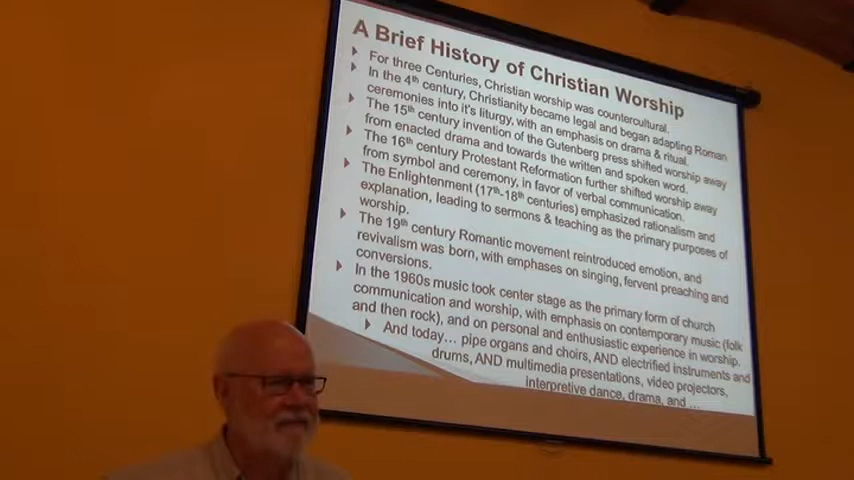 A Brief History of Christian Worship
For three Centuries, Christian worship was countercultural.
In the 4th century, Christianity became legal and began adapting Roman
ceremonies into it's liturgy, with an emphasis on drama & ritual.
The 15th century invention of the Gutenberg press shifted worship away
from enacted drama and towards the written and spoken word.
The 16th century Protestant Reformation further shifted worship away
from symbol and ceremony, in favor of verbal communication.
The Enlightenment (17th-18th centuries) emphasized rationalism and
explanation, leading to sermons & teaching as the primary purposes of
worship.
The 19th century Romantic movement reintroduced emotion, and
revivalism was born, with emphases on singing, fervent preaching and
conversions.
In the 1960s music took center stage as the primary form of church
communication and worship, with emphasis on contemporary music (folk
and then rock), and on personal and enthusiastic experience in worship.
And today... pipe organs and choirs, AND electrified instruments and
drums, AND multimedia presentations, video projectors,
interpretive dance, drama, and ...